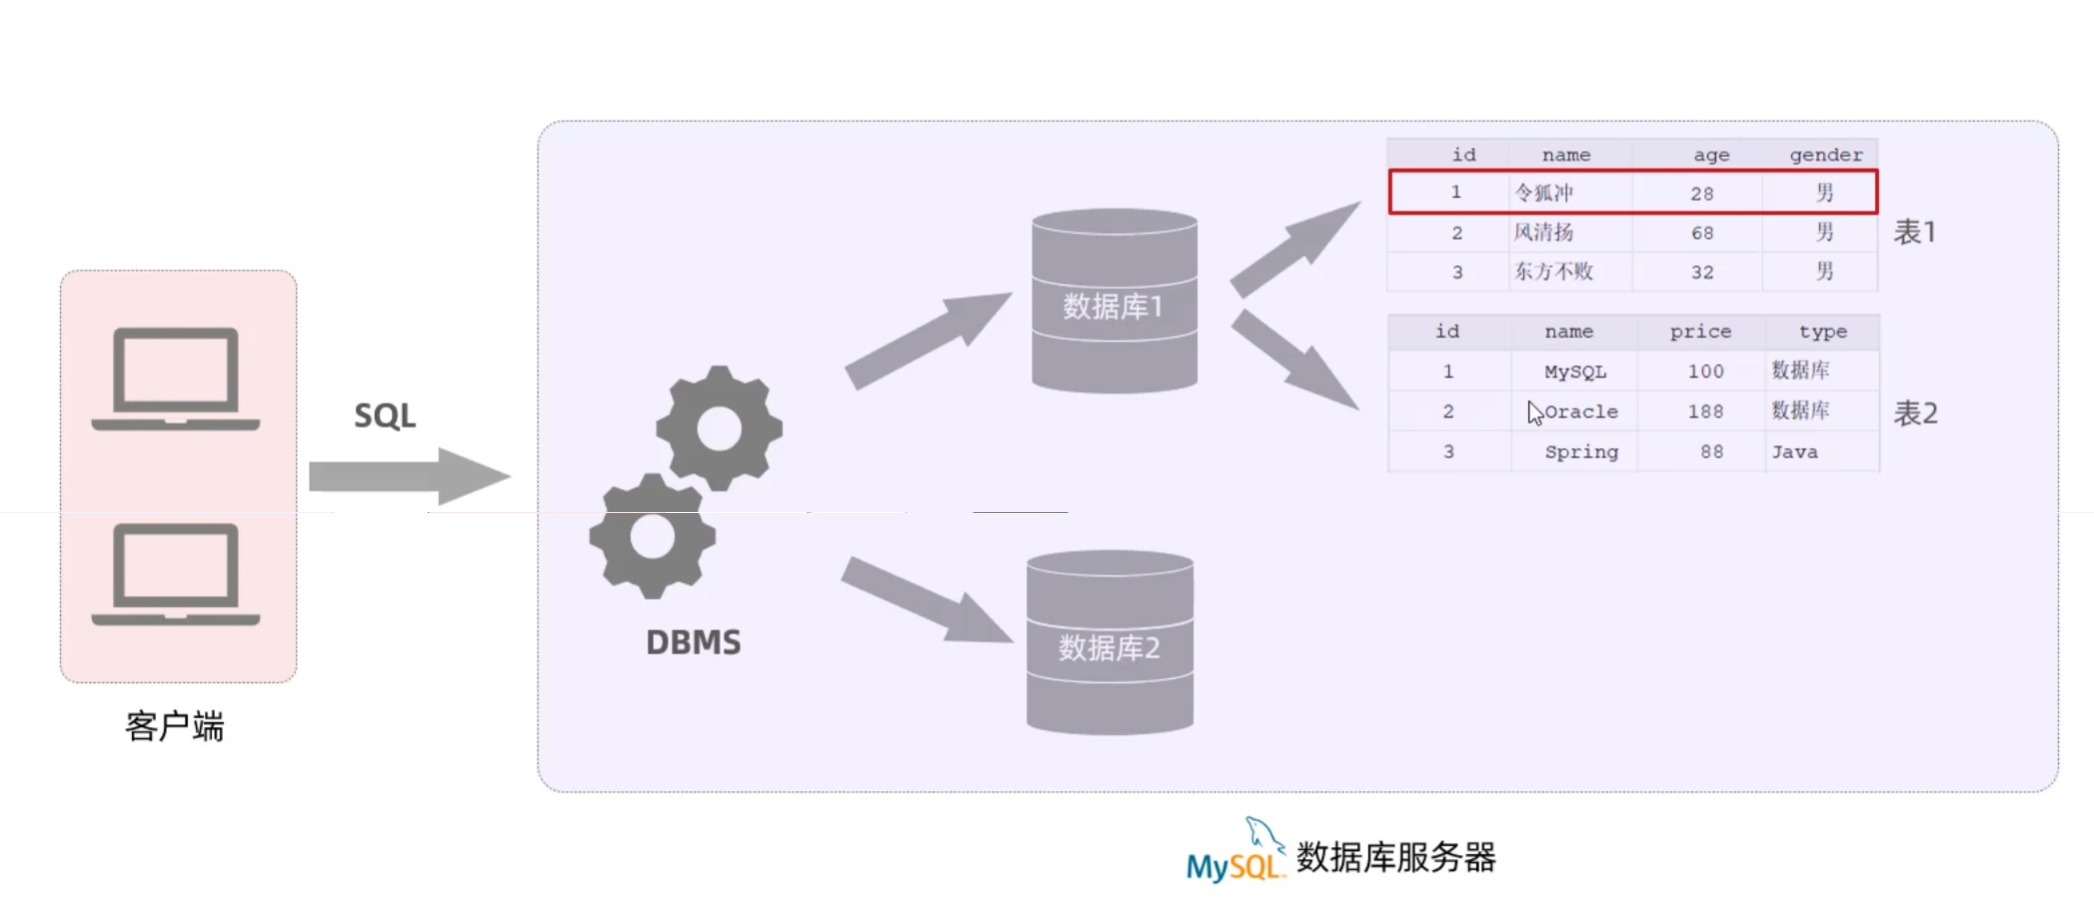 SQL
客户端
DBMS
数据库1
数据库2
id name age gender
1 令狐冲 28 男
2 风清扬 68 男
3 东方不败 32 男
表1
id name price type
1 MySQL 100 数据库
2 Oracle 188 数据库
3 Spring 88 Java
表2
MySQL 数据库服务器